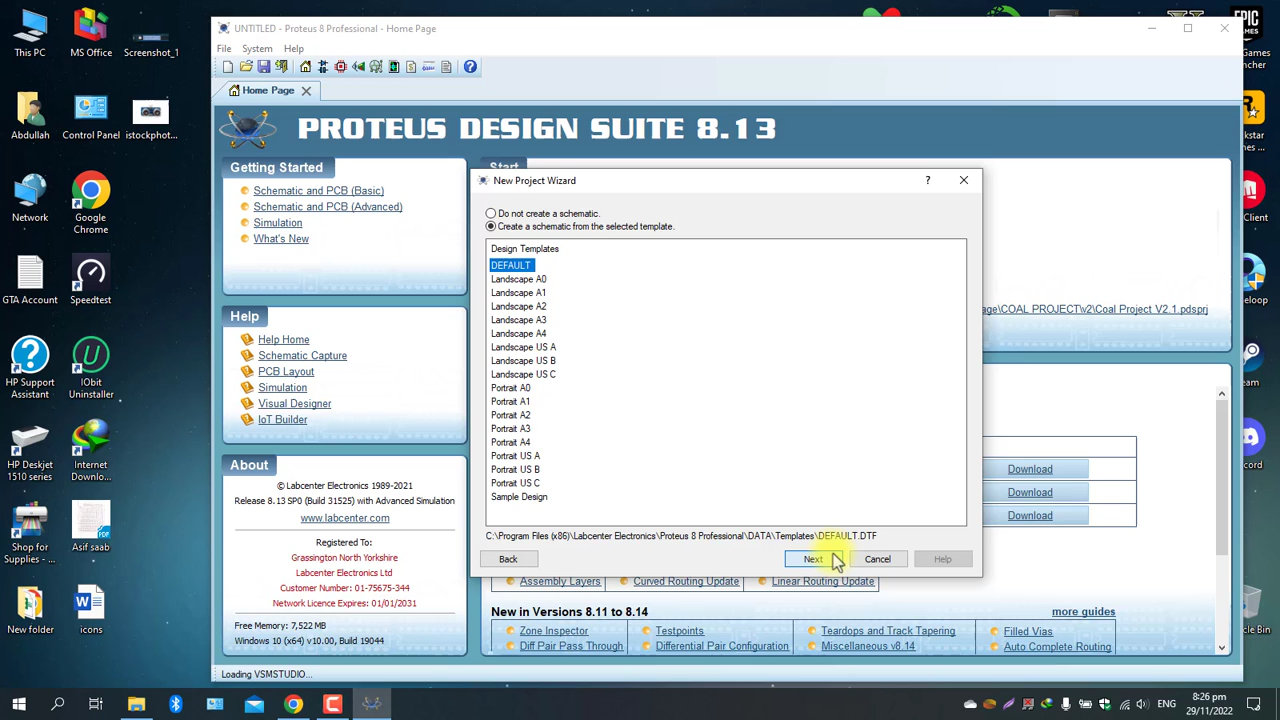 UNTITLED - Proteus 8 Professional - Home Page
File System Help
Home Page
PROTEUS DESIGN SUITE 8.13
Getting Started
Schematic and PCB (Basic)
Schematic and PCB (Advanced)
Simulation
What's New
Help
Help Home
Schematic Capture
PCB Layout
Simulation
Visual Designer
IoT Builder
About
© Labcenter Electronics 1989-2021
Release 8.13 SP0 (Build 31525) with Advanced Simulation
www.labcenter.com
Registered To:
Grassington North Yorkshire
Labcenter Electronics Ltd
Customer Number: 01-75675-344
Network Licence Expires: 01/01/2031
Free Memory: 7,522 MB
Windows 10 (x64) v10.00, Build 19044
Start
New Project Wizard
Do not create a schematic.
Create a schematic from the selected template.
Design Templates
DEFAULT
Landscape A0
Landscape A1
Landscape A2
Landscape A3
Landscape A4
Landscape US A
Landscape US B
Landscape US C
Portrait A0
Portrait A1
Portrait A2
Portrait A3
Portrait A4
Portrait US A
Portrait US B
Portrait US C
Sample Design
C:\Program Files (x86)\Labcenter Electronics\Proteus 8 Professional\DATA\Templates\DEFAULT.DTF
Back Next Cancel Help
age\COAL PROJECT\v2\Coal Project V2.1.pdsprj
Download
Download
Download
Assembly Layers Curved Routing Update Linear Routing Update
New in Versions 8.11 to 8.14 more guides
Zone Inspector Testpoints Teardops and Track Tapering Filled Vias
Diff Pair Pass Through Differential Pair Configuration Miscellaneous v8.14 Auto Complete Routing
Loading VSMSTUDIO...
This PC
MS Office
Screenshot_1
Abdullah
Control Panel
istockphot...
Network
Google
Chrome
GTA Account
Speedtest
HP Support
Assistant
IObit
Uninstaller
HP Deskjet
1510 series
Internet
Downloa...
Shop for
Supplies -...
Asif saab
New folder
icons
EPIC
GAMES
ENG
8:26 pm
29/11/2022